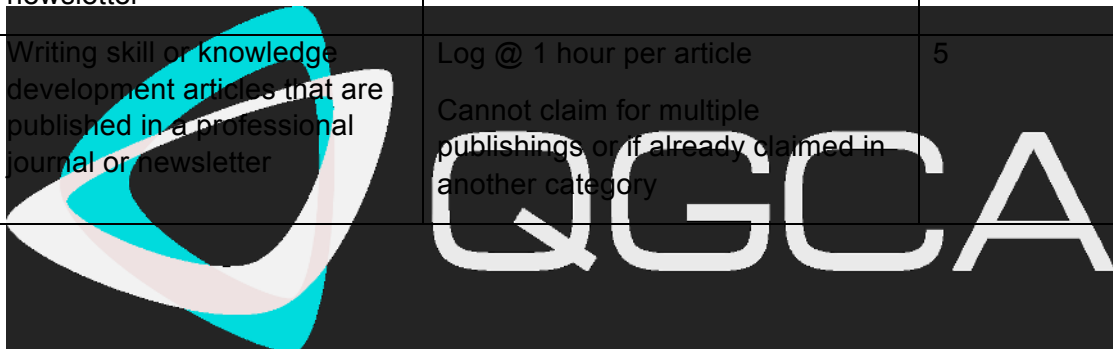 newsletter
Writing skill or knowledge
development articles that are
published in a professional
journal or newsletter
Log @ 1 hour per article
Cannot claim for multiple
publishings or if already claimed in
another category
5
QGCA